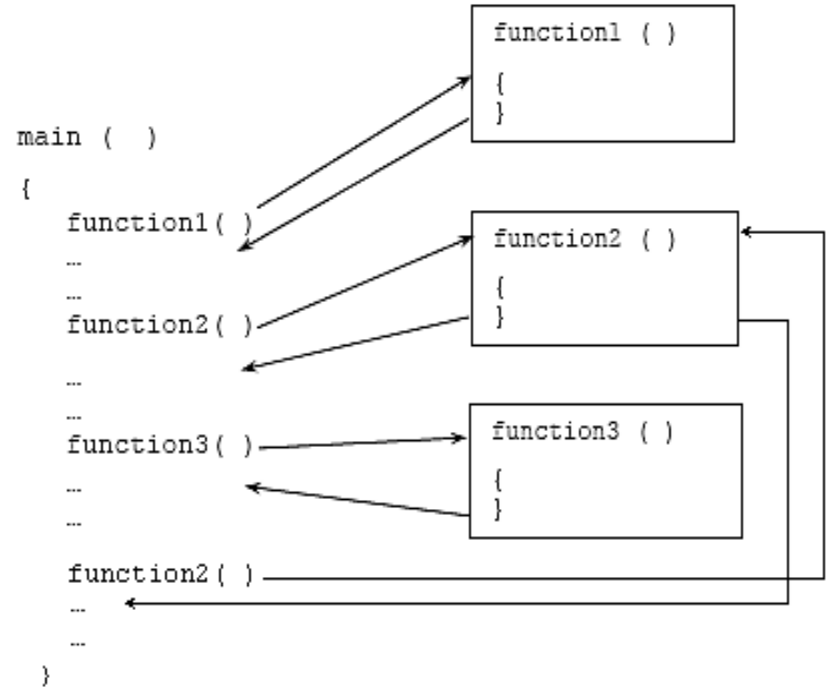 main ( )
{
function1( )
…
…
function2( )
…
…
function3( )
…
…
function2( )
…
…
}
function1 ( )
{
}
function2 ( )
{
}
function3 ( )
{
}